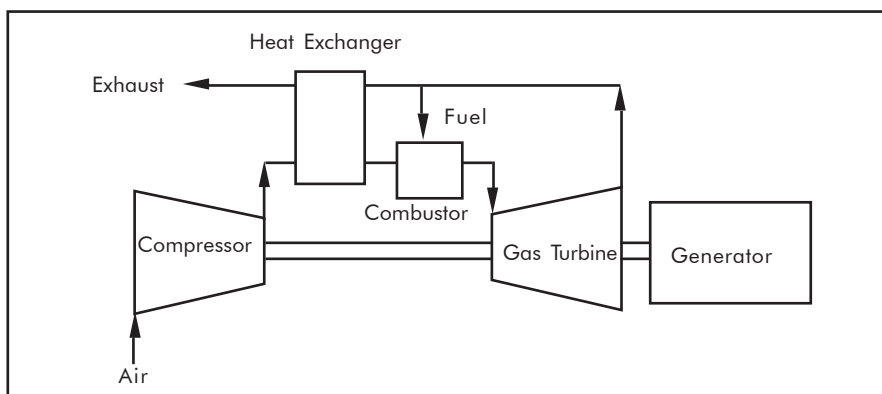 Heat Exchanger
Exhaust
Fuel
Combustor
Compressor
Gas Turbine
Generator
Air